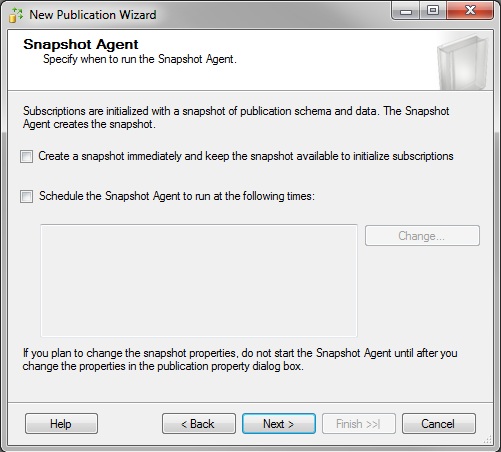 New Publication Wizard
Snapshot Agent
Specify when to run the Snapshot Agent.
Subscriptions are initialized with a snapshot of publication schema and data. The Snapshot
Agent creates the snapshot.
Create a snapshot immediately and keep the snapshot available to initialize subscriptions
Schedule the Snapshot Agent to run at the following times:
Change...
If you plan to change the snapshot properties, do not start the Snapshot Agent until after you
change the properties in the publication property dialog box.
Help
< Back
Next >
Finish >>|
Cancel